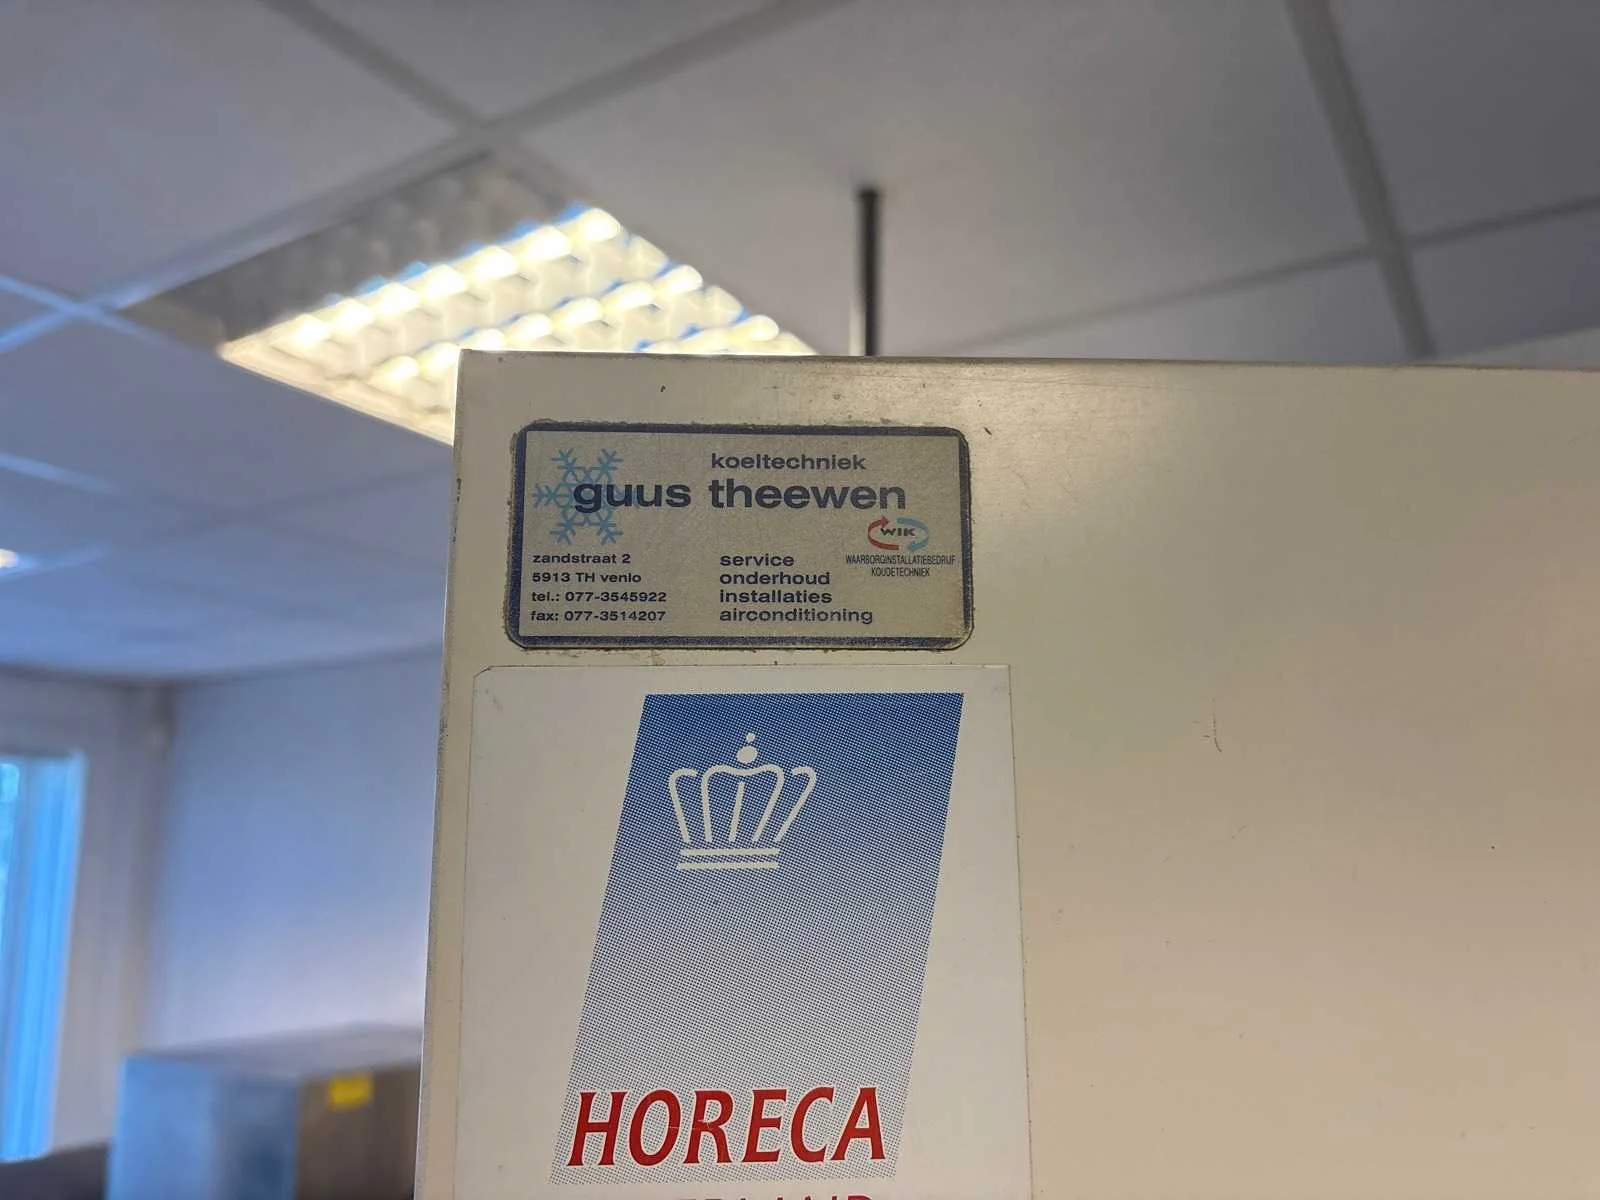 koeltechniek
guus theewen
WIK
WAARBORGINSTALLATIEBEDRIJF
KOUDETECHNIEK
zandstraat 2
5913 TH venlo
tel.: 077-3545922
fax: 077-3514207
service
onderhoud
installaties
airconditioning
HORECA